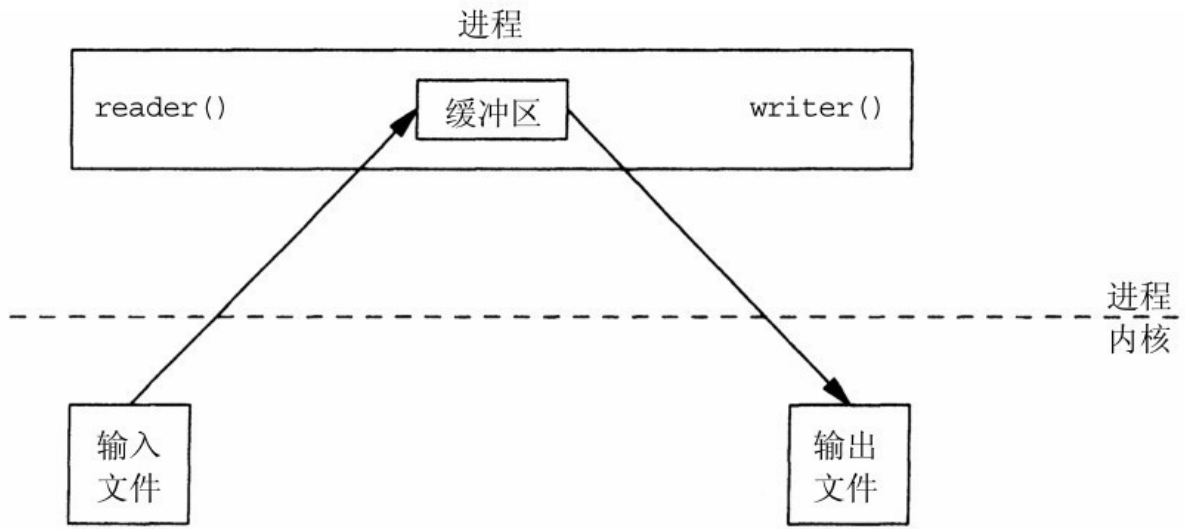 进程
reader()
缓冲区
writer()
进程
内核
输入
文件
输出
文件